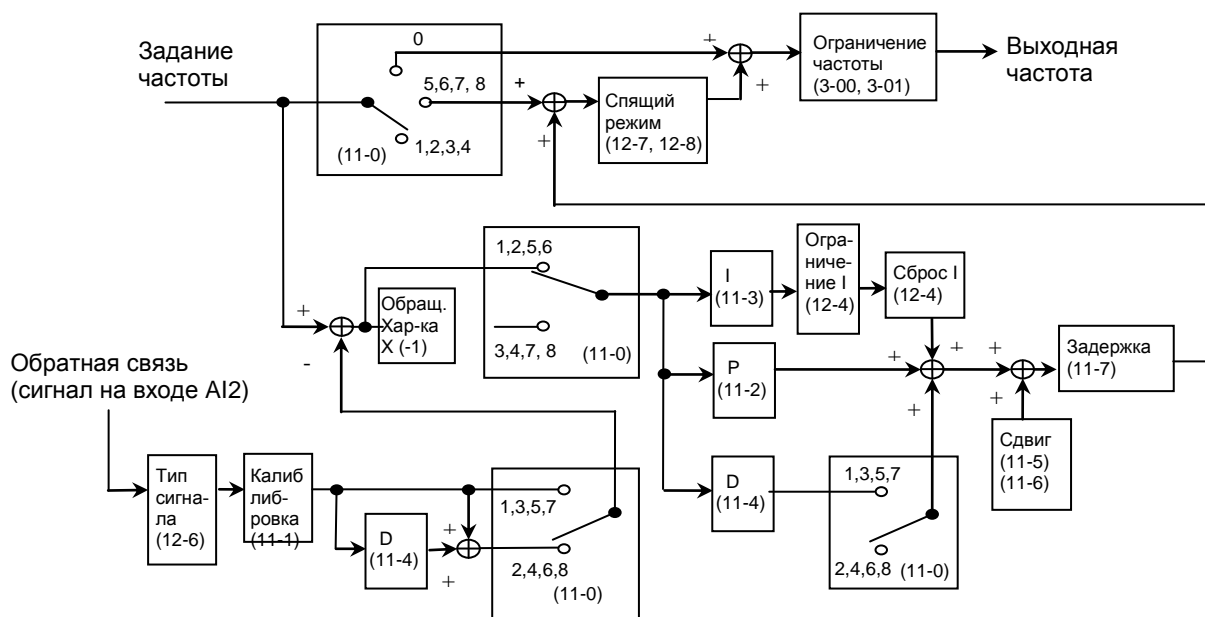 Задание
частоты
0
5,6,7, 8
1,2,3,4
(11-0)
+
+
+
+
Спящий
режим
(12-7, 12-8)
Ограничение
частоты
(3-00, 3-01)
Выходная
частота
+
-
Обращ.
Хар-ка
Х (-1)
1,2,5,6
3,4,7, 8
(11-0)
I
(11-3)
Огра-
ниче-
ние I
(12-4)
Сброс I
(12-4)
P
(11-2)
D
(11-4)
1,3,5,7
2,4,6,8
(11-0)
+
+
+
+
+
Сдвиг
(11-5)
(11-6)
Задержка
(11-7)
Обратная связь
(сигнал на входе AI2)
Тип
сигна-
ла
(12-6)
Калиб
либ-
ровка
(11-1)
D
(11-4)
+
+
1,3,5,7
2,4,6,8
(11-0)